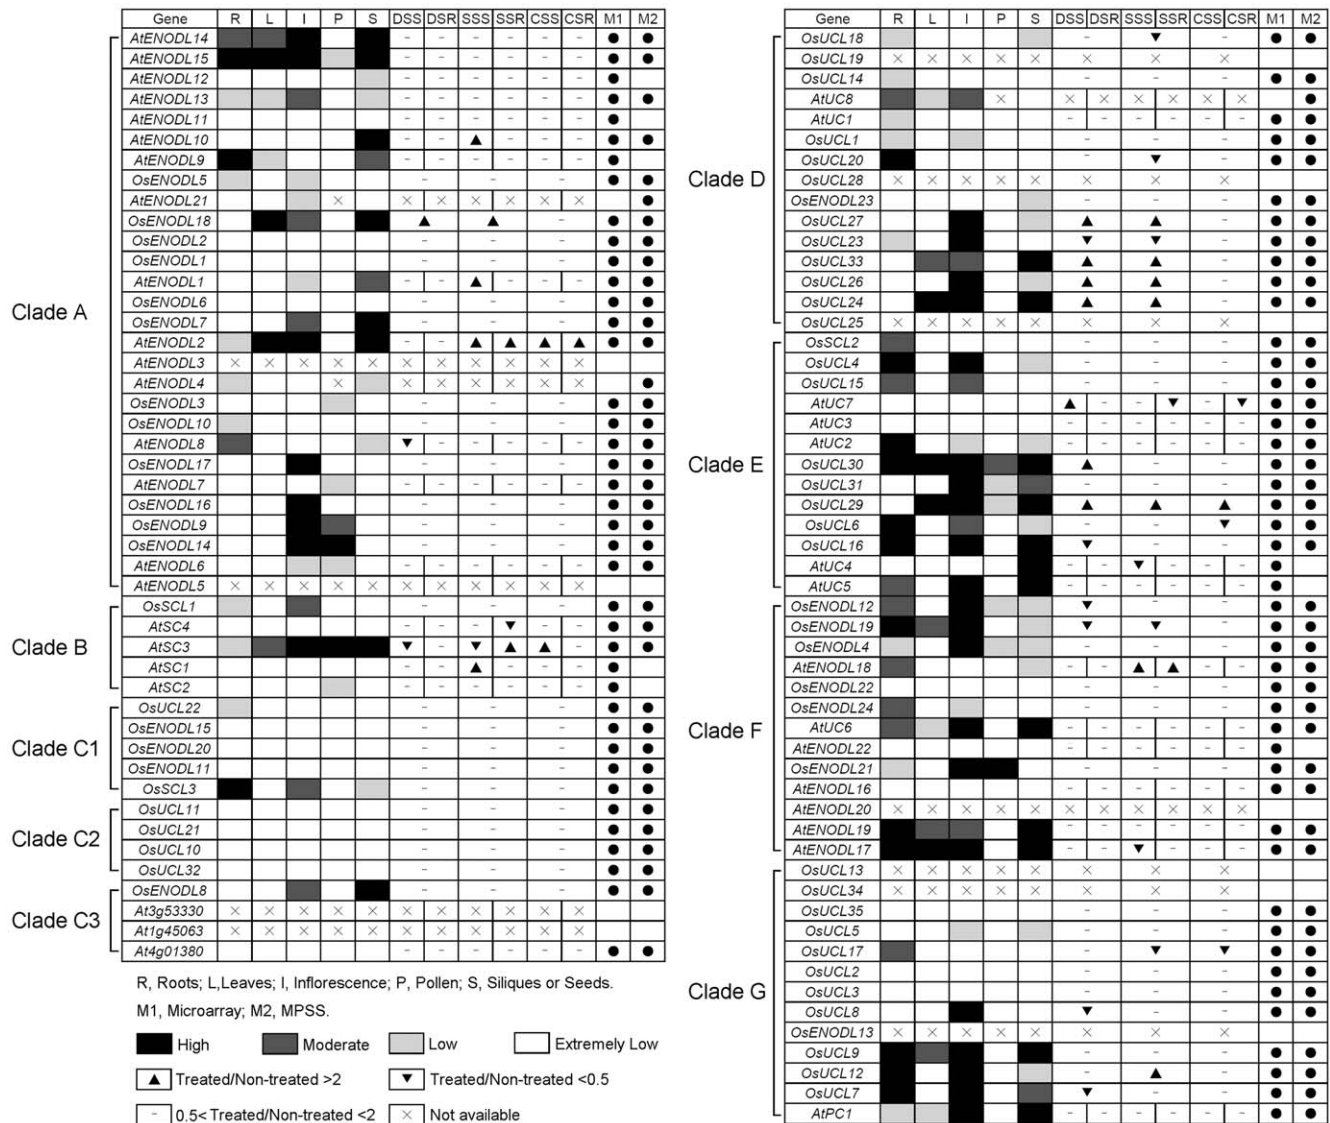 Gene R L I P S DSS DSR SSS SSR CSS CSR M1 M2
Clade A
AtENODL14 - - - - - - ● ●
AtENODL15 - - - - - - ● ●
AtENODL12 - - - - - - ●
AtENODL13 - - - - - - ● ●
AtENODL11 - - - - - - ●
AtENODL10 - - ▲ - - - ● ●
AtENODL9 - - - - - - ●
OsENODL5 - - - ● ●
AtENODL21 × × × × × × × ●
OsENODL18 ▲ ▲ - ● ●
OsENODL2 - - - ● ●
OsENODL1 - - - ● ●
AtENODL1 - - ▲ - - - ● ●
OsENODL6 - - - ● ●
OsENODL7 - - - ● ●
AtENODL2 - - ▲ ▲ ▲ ▲ ● ●
AtENODL3 × × × × × × × × × × ×
AtENODL4 × × × × × × × ●
OsENODL3 - - - ● ●
OsENODL10 - - - ● ●
AtENODL8 ▼ - - - - - ● ●
OsENODL17 - - - ● ●
AtENODL7 - - - - - - ● ●
OsENODL16 - - - ● ●
OsENODL9 - - - ● ●
OsENODL14 - - - ● ●
AtENODL6 - - - - - - ● ●
AtENODL5 × × × × × × × × × × ×
Clade B
OsSCL1 - - - ● ●
AtSC4 - - - ▼ - - ● ●
AtSC3 ▼ - ▼ ▲ ▲ - ● ●
AtSC1 - - ▲ - - - ●
AtSC2 - - - - - - ●
Clade C1
OsUCL22 - - - ● ●
OsENODL15 - - - ● ●
OsENODL20 - - - ● ●
OsENODL11 - - - ● ●
OsSCL3 - - - ● ●
Clade C2
OsUCL11 - - - ● ●
OsUCL21 - - - ● ●
OsUCL10 - - - ● ●
OsUCL32 - - - ● ●
Clade C3
OsENODL8 - - - ● ●
At3g53330 × × × × × × × × × × ×
At1g45063 × × × × × × × × × × ×
At4g01380 - - - - - - ● ●
R, Roots; L,Leaves; I, Inflorescence; P, Pollen; S, Siliques or Seeds.
M1, Microarray; M2, MPSS.
High Moderate Low Extremely Low
▲ Treated/Non-treated >2 ▼ Treated/Non-treated <0.5
- 0.5< Treated/Non-treated <2 × Not available
Gene R L I P S DSS DSR SSS SSR CSS CSR M1 M2
Clade D
OsUCL18 - ▼ - ● ●
OsUCL19 × × × × × × × ×
OsUCL14 - - - ● ●
AtUC8 × × × × × × × ●
AtUC1 - - - - - - ● ●
OsUCL1 - - - ● ●
OsUCL20 - ▼ - ● ●
OsUCL28 × × × × × × × ×
OsENODL23 - - - ● ●
OsUCL27 ▲ ▲ - ● ●
OsUCL23 ▼ ▼ - ● ●
OsUCL33 ▲ ▲ - ● ●
OsUCL26 ▲ ▲ - ● ●
OsUCL24 ▲ ▲ - ● ●
OsUCL25 × × × × × × × ×
Clade E
OsSCL2 - - - ● ●
OsUCL4 - - - ● ●
OsUCL15 - - - ● ●
AtUC7 ▲ - - ▼ - ▼ ● ●
AtUC3 - - - - - - ●
AtUC2 - - - - - - ● ●
OsUCL30 ▲ - - ● ●
OsUCL31 - - - ● ●
OsUCL29 ▲ ▲ ▲ ● ●
OsUCL6 - - ▼ ● ●
OsUCL16 ▼ - - ● ●
AtUC4 - - ▼ - - - ●
AtUC5 - - - - - - ●
Clade F
OsENODL12 ▼ - - ● ●
OsENODL19 ▼ ▼ - ● ●
OsENODL4 - - - ● ●
AtENODL18 - - ▲ ▲ - - ● ●
OsENODL22 - - - ● ●
OsENODL24 - - - ● ●
AtUC6 - - - - - - ● ●
AtENODL22 - - - - - - ●
OsENODL21 - - - ● ●
AtENODL16 - - - - - - ● ●
AtENODL20 × × × × × × × × × × ×
AtENODL19 - - - - - - ● ●
AtENODL17 - - ▼ - - - ● ●
Clade G
OsUCL13 × × × × × × × ×
OsUCL34 × × × × × × × ×
OsUCL35 - - - ● ●
OsUCL5 - - - ● ●
OsUCL17 - ▼ ▼ ● ●
OsUCL2 - - - ● ●
OsUCL3 - - - ● ●
OsUCL8 ▼ - - ● ●
OsENODL13 × × × × × × × ×
OsUCL9 - - - ● ●
OsUCL12 - ▲ - ● ●
OsUCL7 ▼ - - ● ●
AtPC1 - - - - - - ● ●